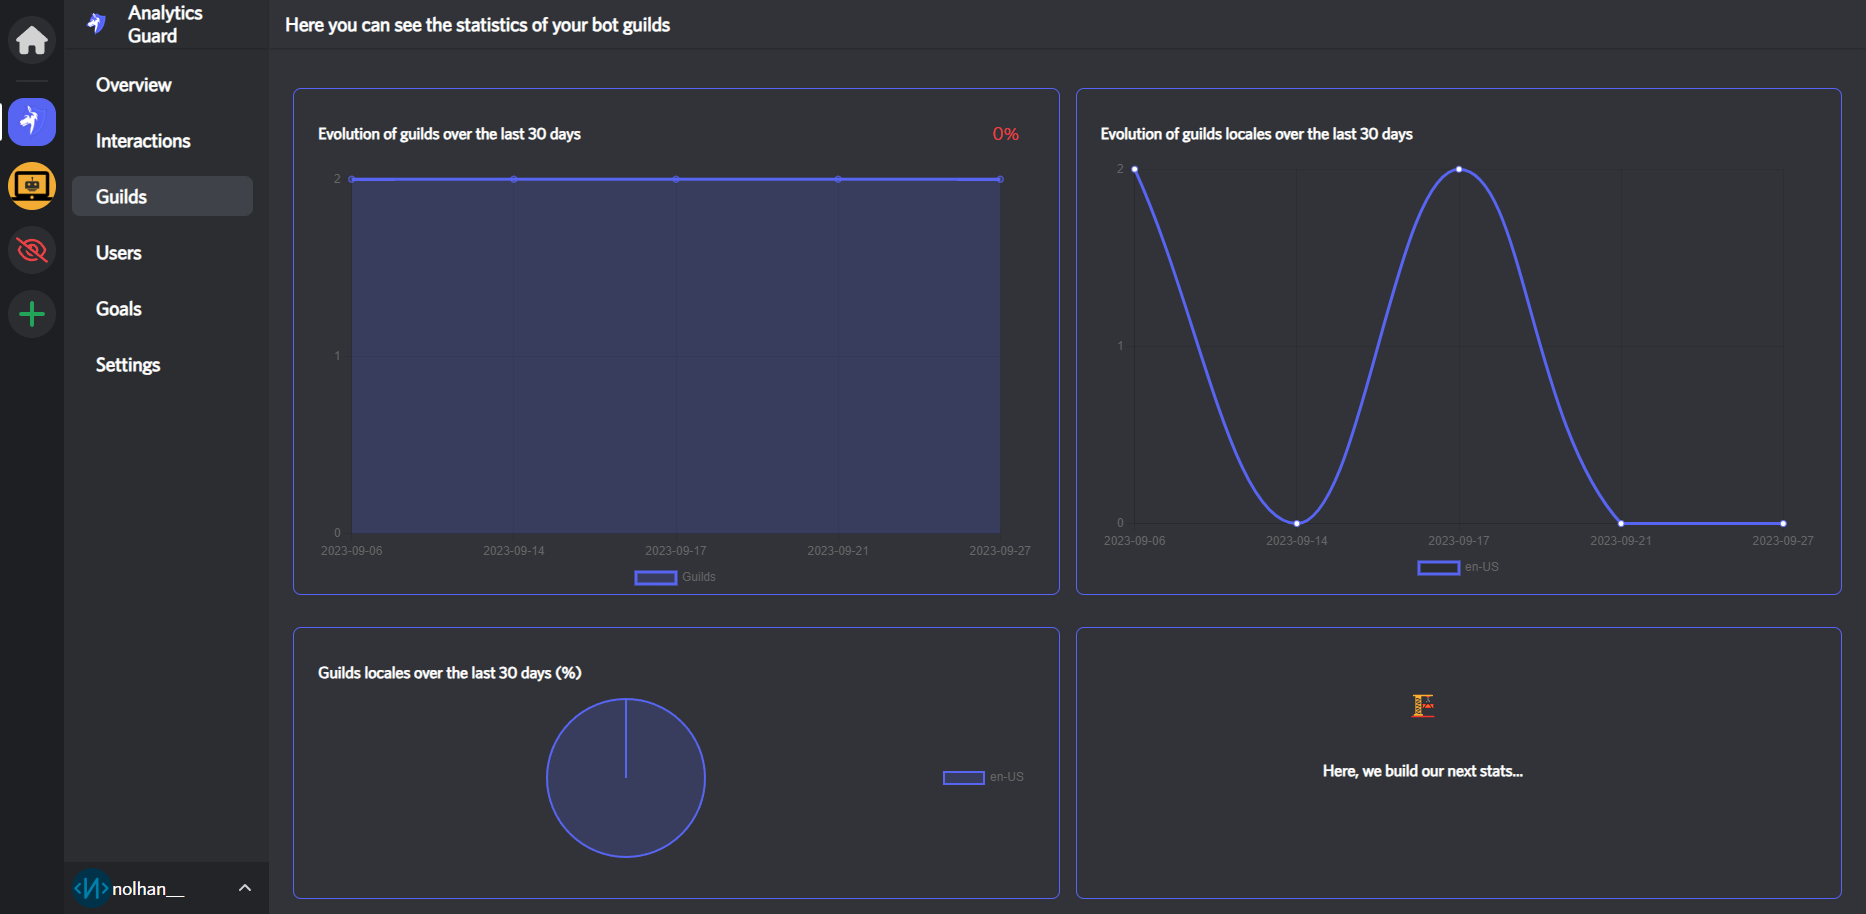 Analytics
Guard
Overview
Interactions
Guilds
Users
Goals
Settings
nolhan__
Here you can see the statistics of your bot guilds
Evolution of guilds over the last 30 days
0%
2
1
0
2023-09-06 2023-09-14 2023-09-17 2023-09-21 2023-09-27
Guilds
Evolution of guilds locales over the last 30 days
2
1
0
2023-09-06 2023-09-14 2023-09-17 2023-09-21 2023-09-27
en-US
Guilds locales over the last 30 days (%)
en-US
Here, we build our next stats...